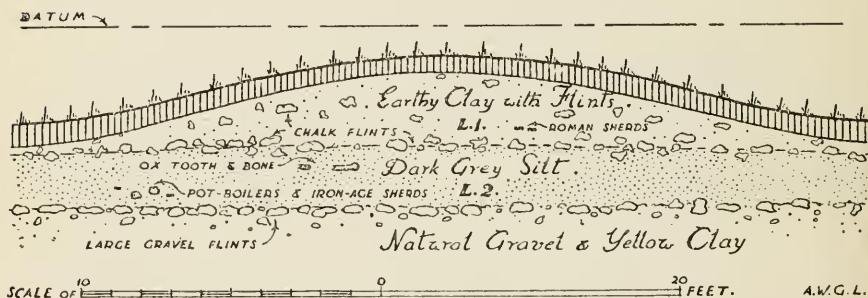 DATUM
Earthy Clay with Flints.
CHALK FLINTS L.1. ROMAN SHERDS
OX TOOTH & BONE Dark Grey Silt.
POT-BOILERS & IRON-AGE SHERDS L.2.
LARGE GRAVEL FLINTS Natural Gravel & Yellow Clay
10 0 20
SCALE OF FEET. A.W.G.L.